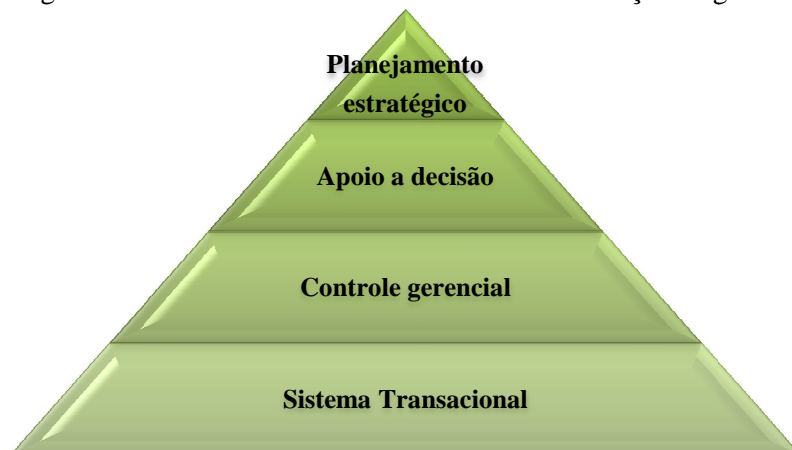 Planejamento
estratégico
Apoio a decisão
Controle gerencial
Sistema Transacional